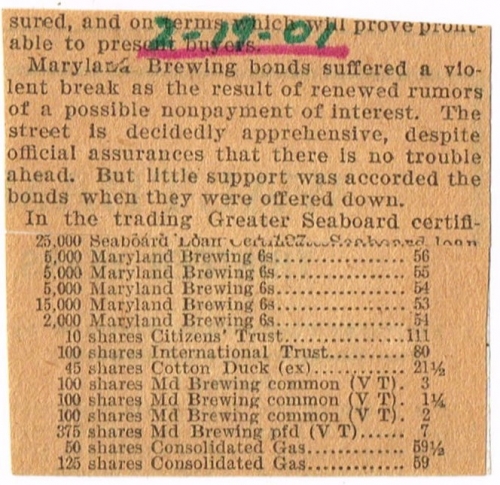 sured, and on terms which will prove profit-
able to present buyers.
2-19-01
Maryland Brewing bonds suffered a vio-
lent break as the result of renewed rumors
of a possible nonpayment of interest. The
street is decidedly apprehensive, despite
official assurances that there is no trouble
ahead. But little support was accorded the
bonds when they were offered down.
In the trading Greater Seaboard certifi-
25,000 Seaboard Loan
5,000 Maryland Brewing 6s................ 56
5,000 Maryland Brewing 6s................ 55
5,000 Maryland Brewing 6s................ 54
15,000 Maryland Brewing 6s................ 53
2,000 Maryland Brewing 6s................ 54
10 shares Citizens' Trust...............111
100 shares International Trust........... 80
45 shares Cotton Duck (ex)............. 21½
100 shares Md Brewing common (V T). 3
100 shares Md Brewing common (V T). 1¼
100 shares Md Brewing common (V T). 2
375 shares Md Brewing pfd (V T)...... 7
50 shares Consolidated Gas............. 59½
125 shares Consolidated Gas............. 59